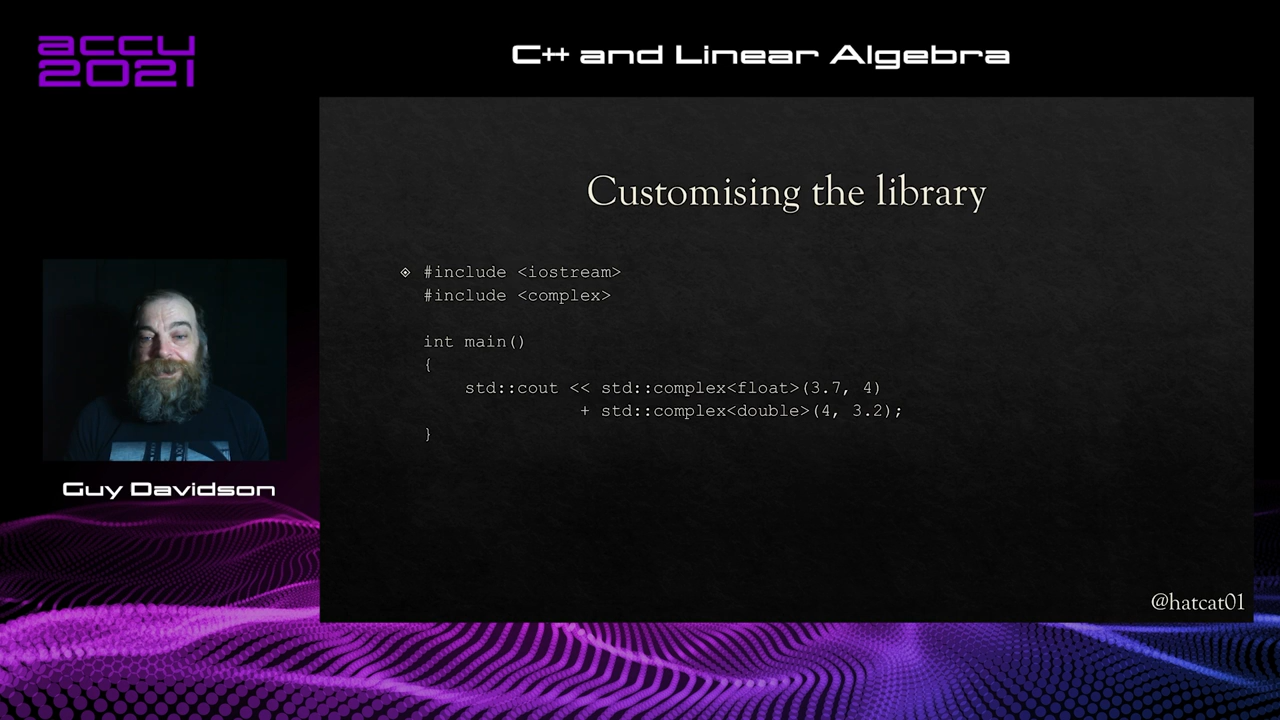 accu
2021
C++ and Linear Algebra
Customising the library
#include <iostream>
#include <complex>
int main()
{
std::cout << std::complex<float>(3.7, 4)
+ std::complex<double>(4, 3.2);
}
Guy Davidson
@hatcat01